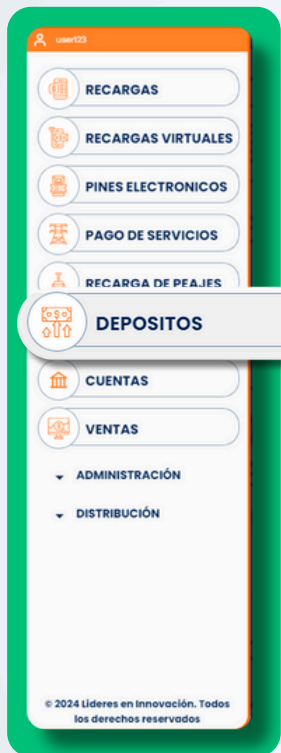 user123
RECARGAS
RECARGAS VIRTUALES
PINES ELECTRONICOS
PAGO DE SERVICIOS
RECARGA DE PEAJES
DEPOSITOS
CUENTAS
VENTAS
ADMINISTRACIÓN
DISTRIBUCIÓN
© 2024 Lideres en Innovación. Todos
los derechos reservados